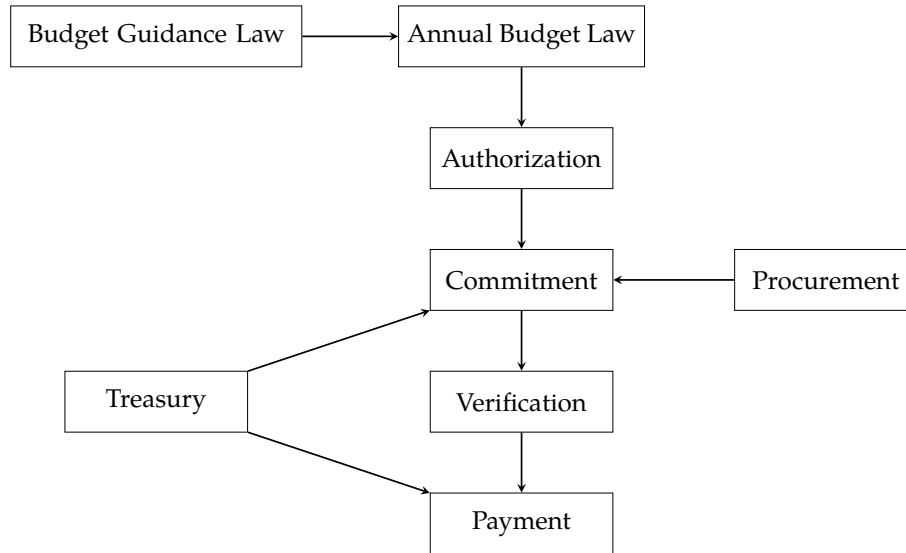 Budget Guidance Law
Annual Budget Law
Authorization
Commitment
Procurement
Treasury
Verification
Payment